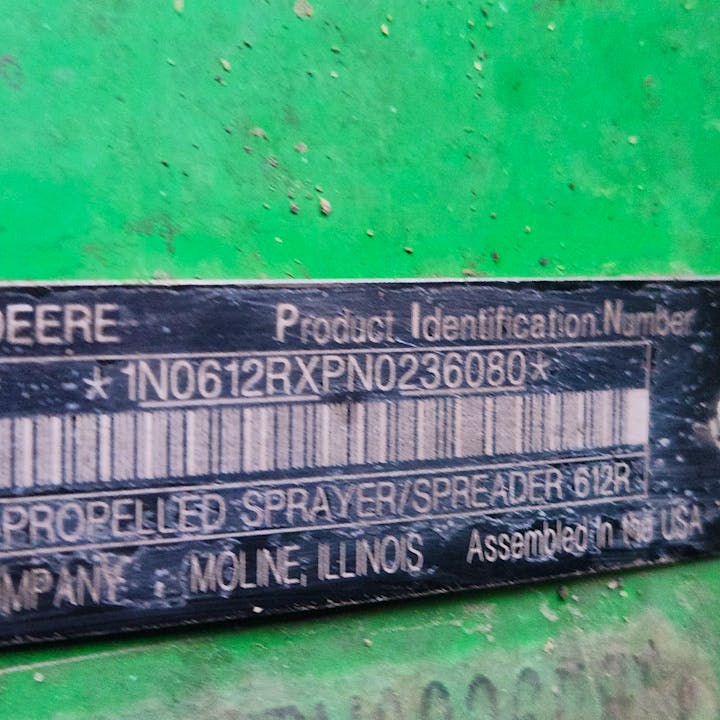 DEERE Product Identification Number
*1N0612RXPN0236080*
PROPELLED SPRAYER/SPREADER 612R
MPANY MOLINE, ILLINOIS Assembled in the USA